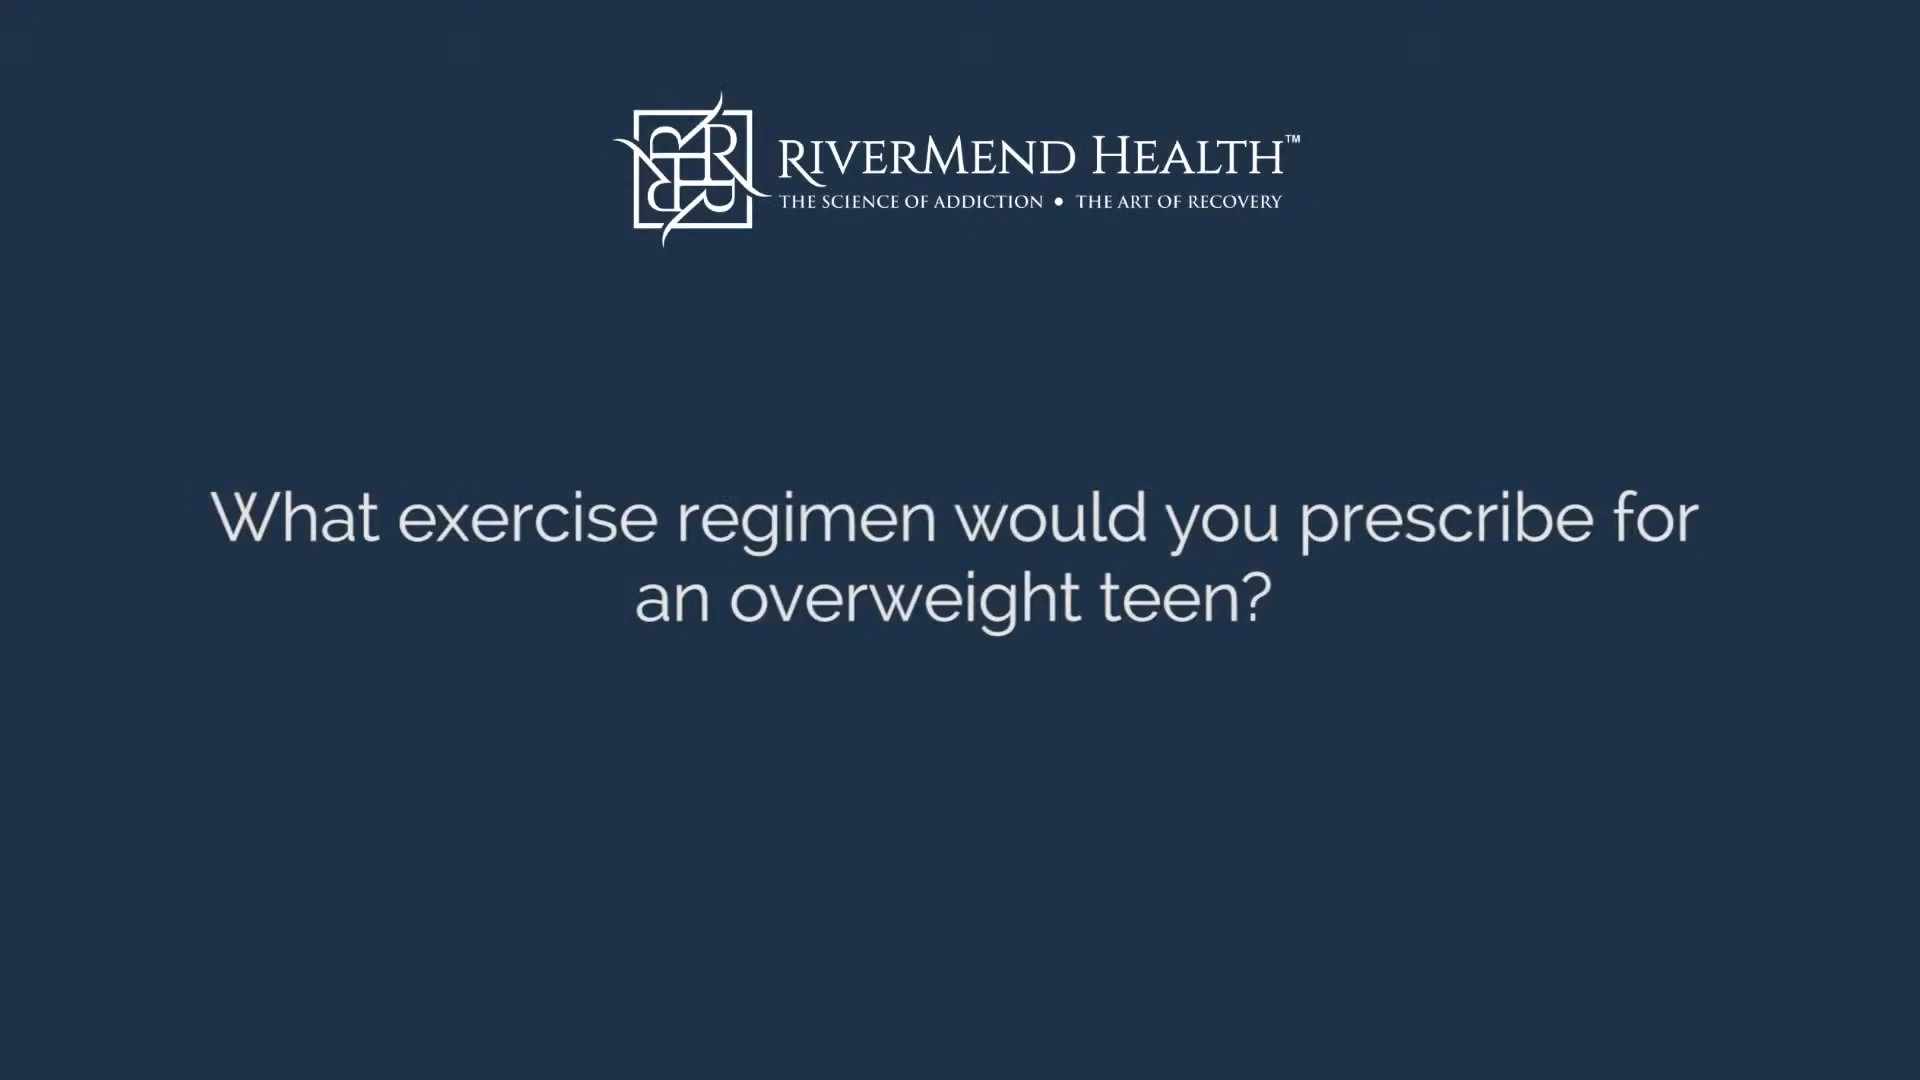 RIVERMEND HEALTH™
THE SCIENCE OF ADDICTION • THE ART OF RECOVERY
What exercise regimen would you prescribe for
an overweight teen?